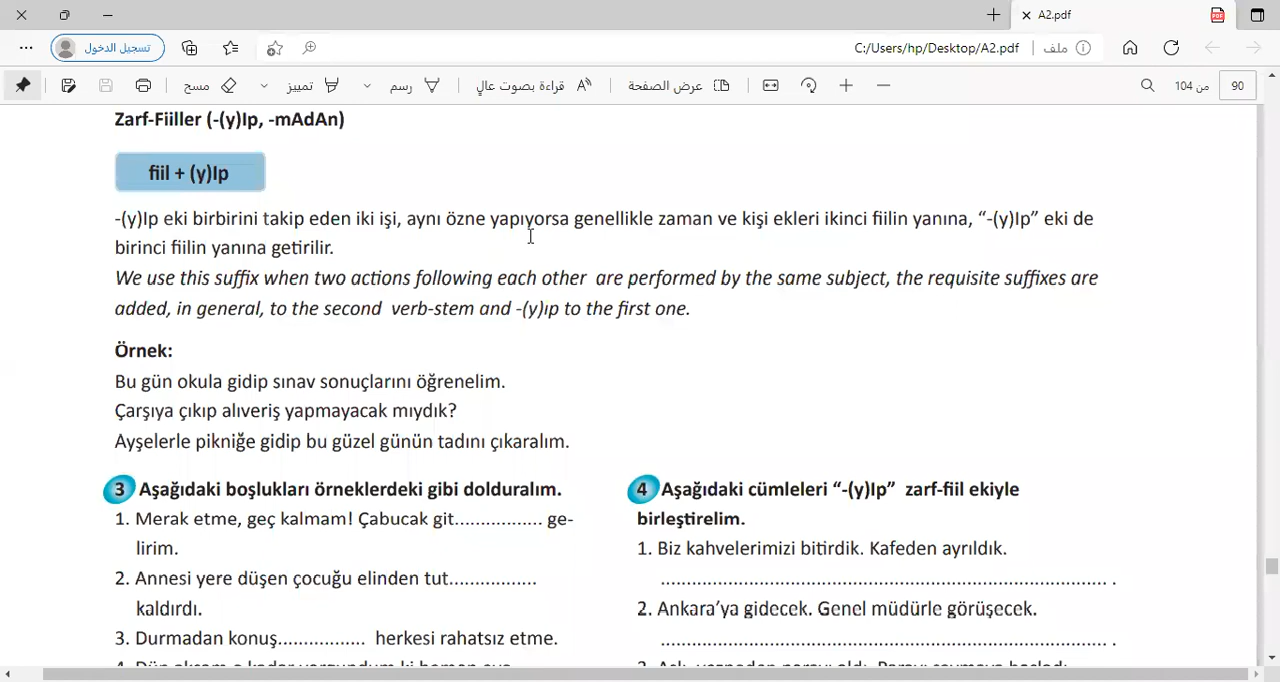 A2.pdf
تسجيل الدخول
C:/Users/hp/Desktop/A2.pdf
ملف
مسح
تمييز
رسم
قراءة بصوت عالٍ
عرض الصفحة
من 104
90
Zarf-Fiiller (-(y)Ip, -mAdAn)
fiil + (y)Ip
-(y)Ip eki birbirini takip eden iki işi, aynı özne yapıyorsa genellikle zaman ve kişi ekleri ikinci fiilin yanına, “-(y)Ip” eki de
birinci fiilin yanına getirilir.
We use this suffix when two actions following each other are performed by the same subject, the requisite suffixes are
added, in general, to the second verb-stem and -(y)ıp to the first one.
Örnek:
Bu gün okula gidip sınav sonuçlarını öğrenelim.
Çarşıya çıkıp alıveriş yapmayacak mıydık?
Ayşelerle pikniğe gidip bu güzel günün tadını çıkaralım.
3 Aşağıdaki boşlukları örneklerdeki gibi dolduralım.
1. Merak etme, geç kalmam! Çabucak git................. ge-
lirim.
2. Annesi yere düşen çocuğu elinden tut.................
kaldırdı.
3. Durmadan konuş................. herkesi rahatsız etme.
4 Aşağıdaki cümleleri “-(y)Ip” zarf-fiil ekiyle
birleştirelim.
1. Biz kahvelerimizi bitirdik. Kafeden ayrıldık.
2. Ankara’ya gidecek. Genel müdürle görüşecek.